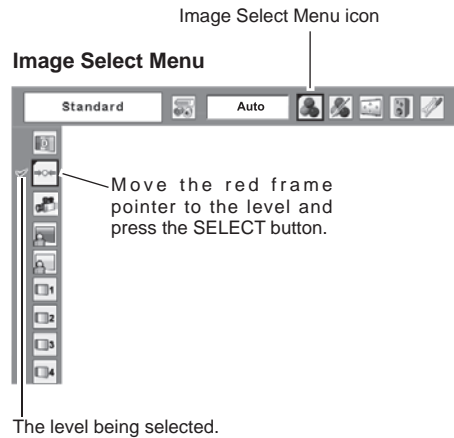 Image Select Menu icon
Image Select Menu
Standard
Auto
Move the red frame
pointer to the level and
press the SELECT button.
1
2
3
4
The level being selected.